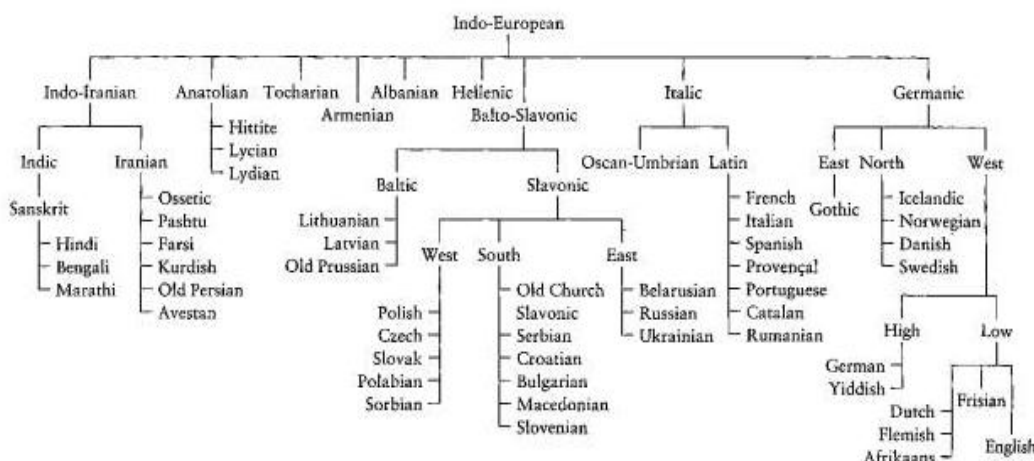 Indo-European
Indo-Iranian Anatolian Tocharian Armenian Albanian Hellenic Balto-Slavonic Italic Germanic
Hittite
Lycian
Lydian
Indic Iranian
Sanskrit
Hindi
Bengali
Marathi
Ossetic
Pashtu
Farsi
Kurdish
Old Persian
Avestan
Baltic Slavonic
Lithuanian
Latvian
Old Prussian
West South East
Polish
Czech
Slovak
Polabian
Sorbian
Old Church
Slavonic
Serbian
Croatian
Bulgarian
Macedonian
Slovenian
Belarusian
Russian
Ukrainian
Oscan-Umbrian Latin
French
Italian
Spanish
Provençal
Portuguese
Catalan
Rumanian
East North West
Gothic
Icelandic
Norwegian
Danish
Swedish
High Low
German
Yiddish
Dutch
Flemish
Afrikaans
Frisian
English